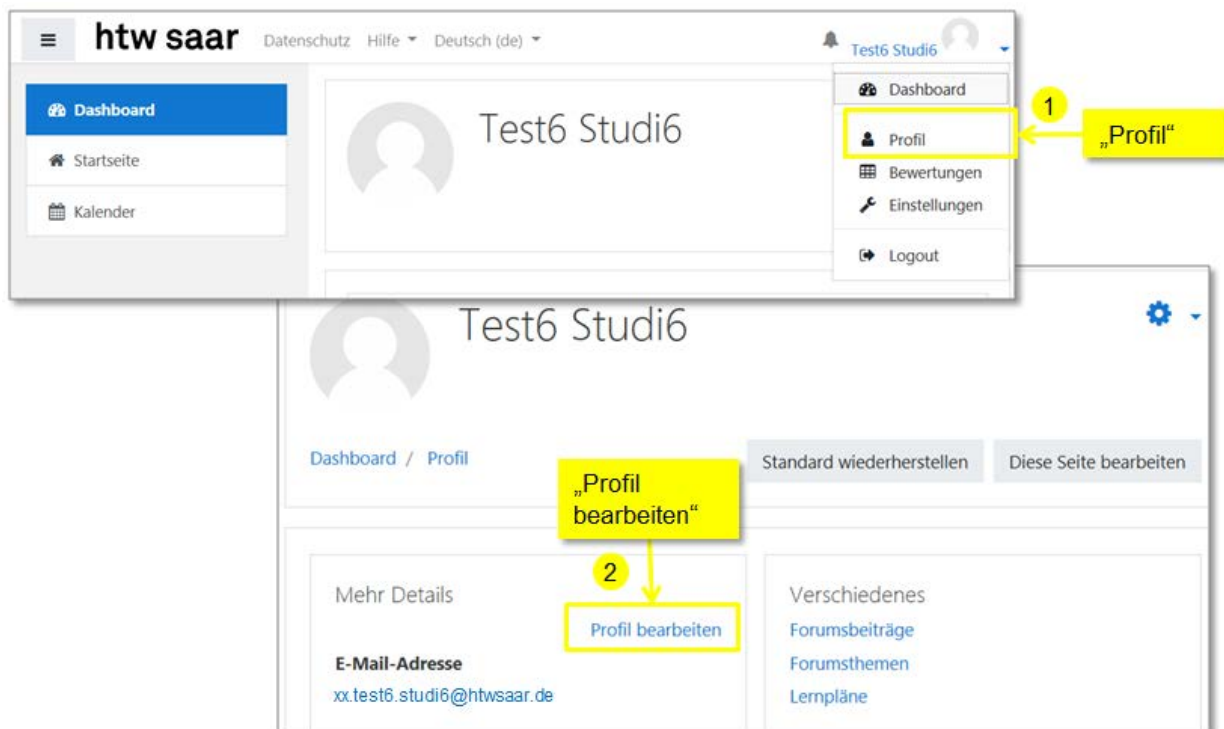 htw saar Datenschutz Hilfe Deutsch (de) Test6 Studi6
Dashboard
Startseite
Kalender
Test6 Studi6
Dashboard
Profil
Bewertungen
Einstellungen
Logout
1
„Profil“
Test6 Studi6
Dashboard / Profil
Standard wiederherstellen Diese Seite bearbeiten
„Profil
bearbeiten“
2
Mehr Details
Profil bearbeiten
E-Mail-Adresse
xx.test6.studi6@htwsaar.de
Verschiedenes
Forumsbeiträge
Forumsthemen
Lernpläne